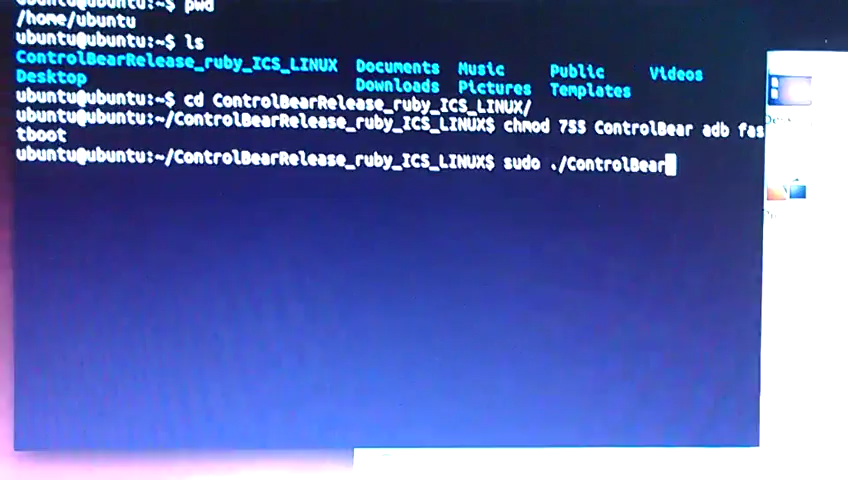 ubuntu@ubuntu:~$ pwd
/home/ubuntu
ubuntu@ubuntu:~$ ls
ControlBearRelease_ruby_ICS_LINUX Documents Music Public Videos
Desktop Downloads Pictures Templates
ubuntu@ubuntu:~$ cd ControlBearRelease_ruby_ICS_LINUX/
ubuntu@ubuntu:~/ControlBearRelease_ruby_ICS_LINUX$ chmod 755 ControlBear adb fas
tboot
ubuntu@ubuntu:~/ControlBearRelease_ruby_ICS_LINUX$ sudo ./ControlBear